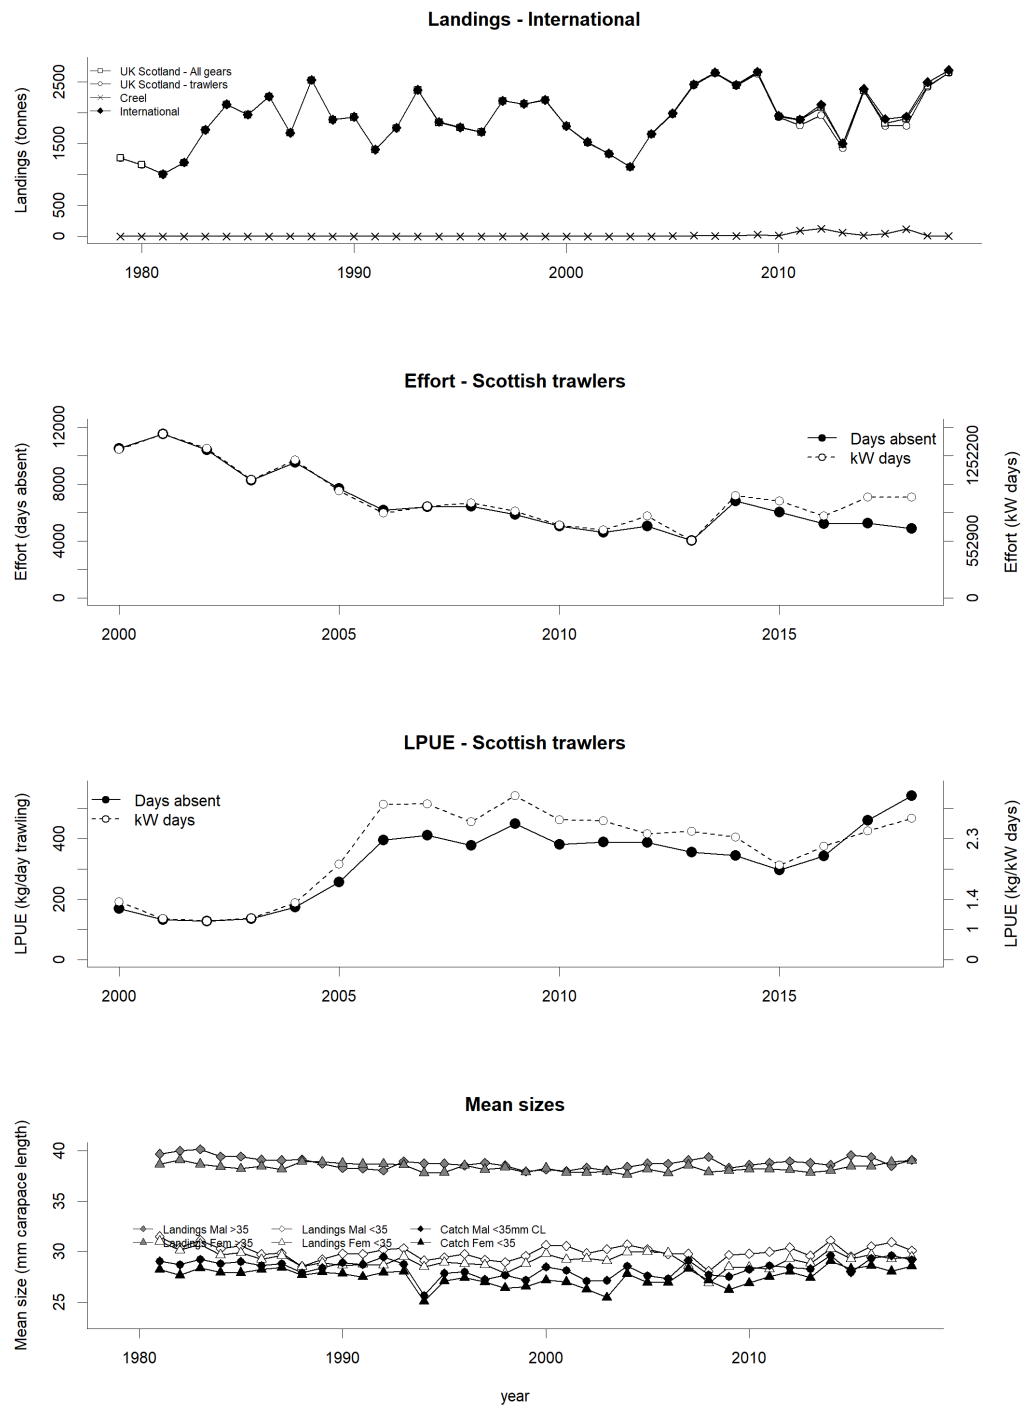 Landings - International
Landings (tonnes)
2500
1500
500
0
UK Scotland - All gears
UK Scotland - trawlers
Creel
International
1980 1990 2000 2010
Effort - Scottish trawlers
Effort (days absent)
12000
8000
4000
0
Days absent
kW days
1252200
552900
0
Effort (kW days)
2000 2005 2010 2015
LPUE - Scottish trawlers
LPUE (kg/day trawling)
400
200
0
Days absent
kW days
2.3
1.4
1
0
LPUE (kg/kW days)
2000 2005 2010 2015
Mean sizes
Mean size (mm carapace length)
40
35
30
25
Landings Mal >35 Landings Mal <35 Catch Mal <35mm CL
Landings Fem >35 Landings Fem <35 Catch Fem <35
1980 1990 2000 2010
year